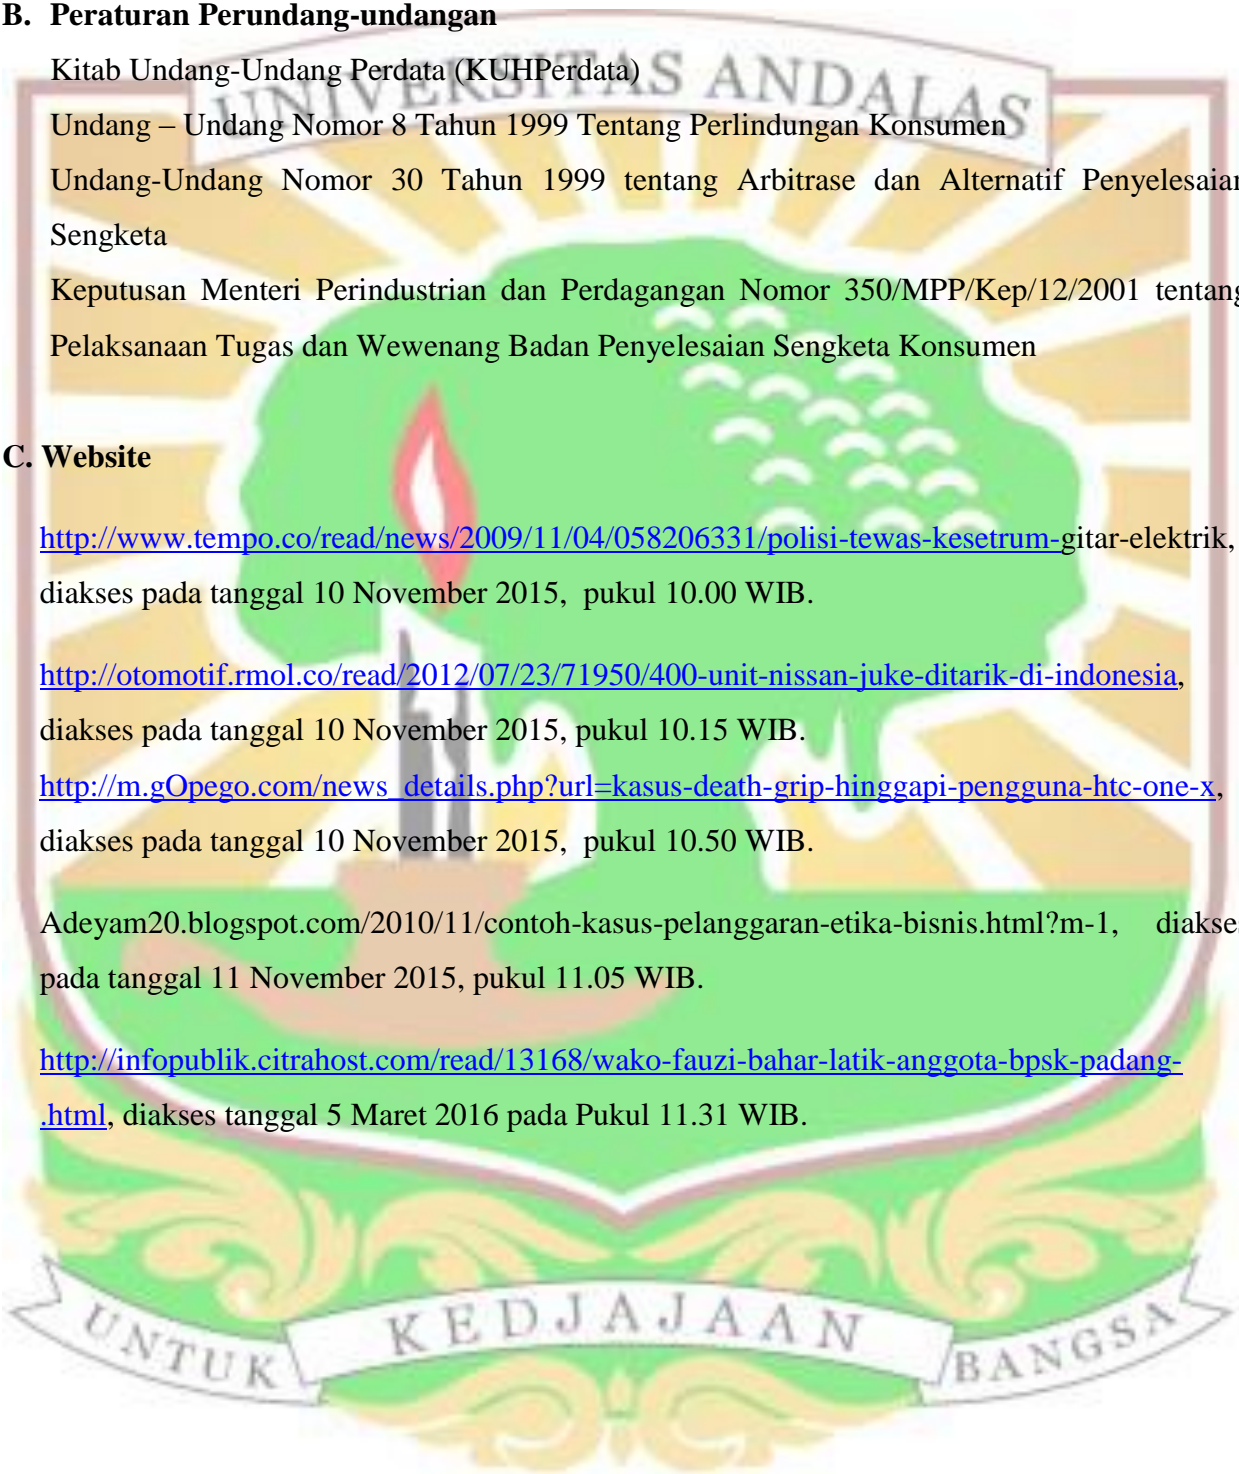 B. Peraturan Perundang-undangan
Kitab Undang-Undang Perdata (KUHPerdata)
UNIVERSITAS ANDALAS
Undang – Undang Nomor 8 Tahun 1999 Tentang Perlindungan Konsumen
Undang-Undang Nomor 30 Tahun 1999 tentang Arbitrase dan Alternatif Penyelesaian
Sengketa
Keputusan Menteri Perindustrian dan Perdagangan Nomor 350/MPP/Kep/12/2001 tentang
Pelaksanaan Tugas dan Wewenang Badan Penyelesaian Sengketa Konsumen
C. Website
http://www.tempo.co/read/news/2009/11/04/058206331/polisi-tewas-kesetrum-gitar-elektrik,
diakses pada tanggal 10 November 2015, pukul 10.00 WIB.
http://otomotif.rmol.co/read/2012/07/23/71950/400-unit-nissan-juke-ditarik-di-indonesia,
diakses pada tanggal 10 November 2015, pukul 10.15 WIB.
http://m.gOpego.com/news_details.php?url=kasus-death-grip-hinggapi-pengguna-htc-one-x,
diakses pada tanggal 10 November 2015, pukul 10.50 WIB.
Adeyam20.blogspot.com/2010/11/contoh-kasus-pelanggaran-etika-bisnis.html?m-1, diakses
pada tanggal 11 November 2015, pukul 11.05 WIB.
http://infopublik.citrahost.com/read/13168/wako-fauzi-bahar-latik-anggota-bpsk-padang-
.html, diakses tanggal 5 Maret 2016 pada Pukul 11.31 WIB.
UNTUK KEDJAJAAN BANGSA